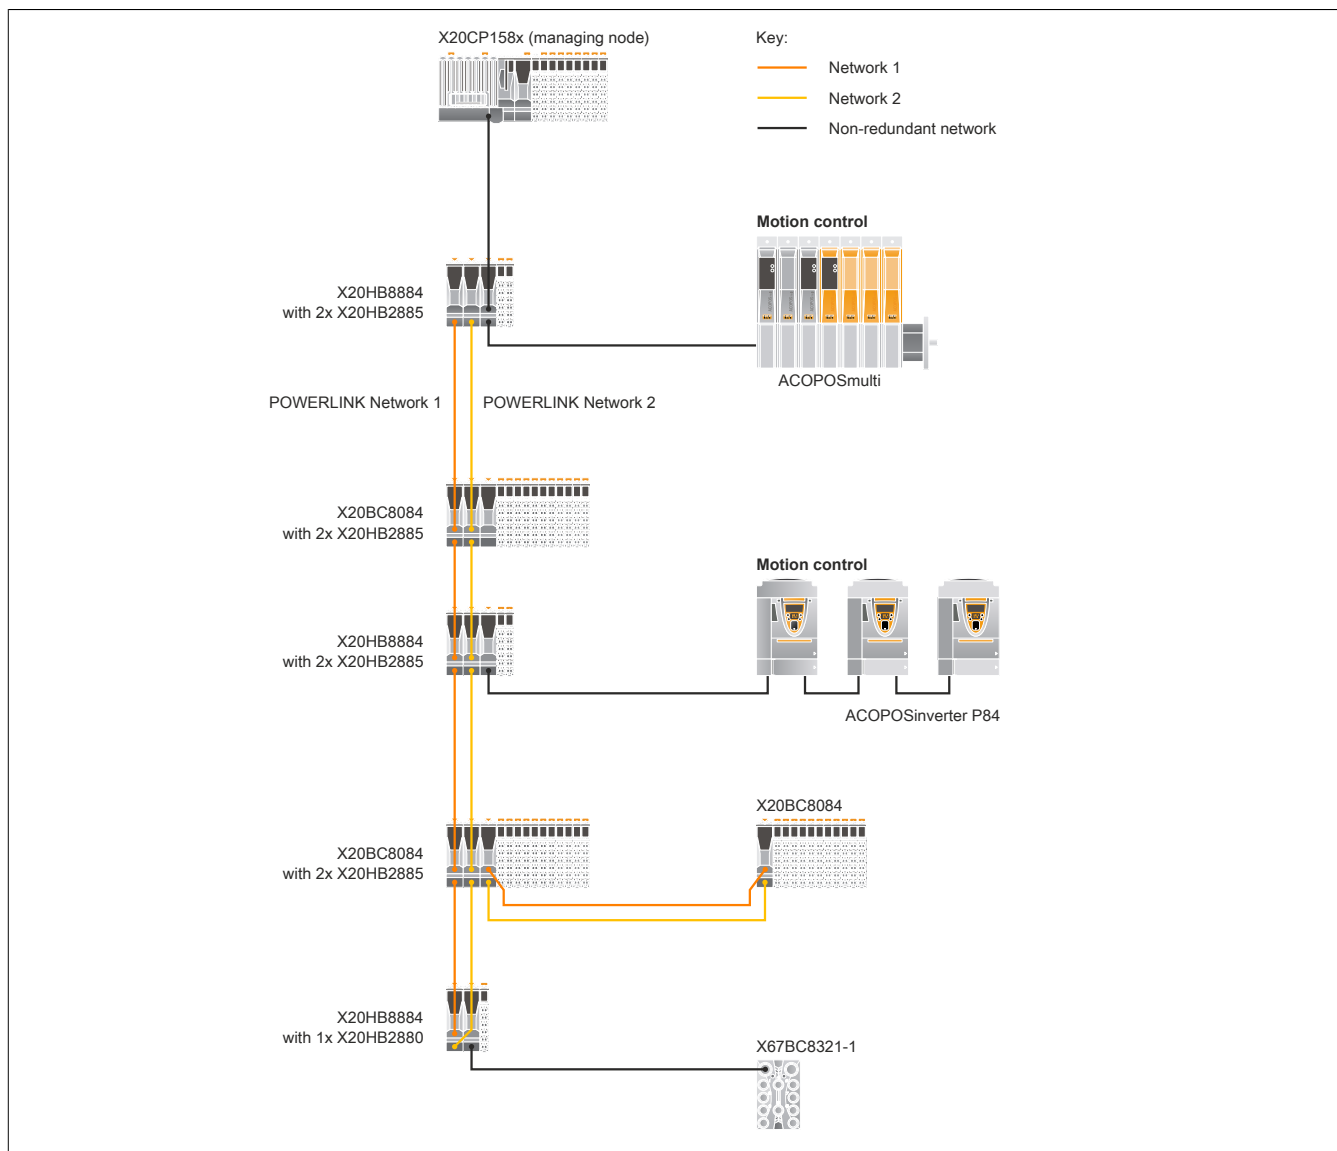 X20CP158x (managing node)
Key:
Network 1
Network 2
Non-redundant network
Motion control
X20HB8884
with 2x X20HB2885
ACOPOSmulti
POWERLINK Network 1
POWERLINK Network 2
X20BC8084
with 2x X20HB2885
Motion control
X20HB8884
with 2x X20HB2885
ACOPOSinverter P84
X20BC8084
X20BC8084
with 2x X20HB2885
X20HB8884
with 1x X20HB2880
X67BC8321-1